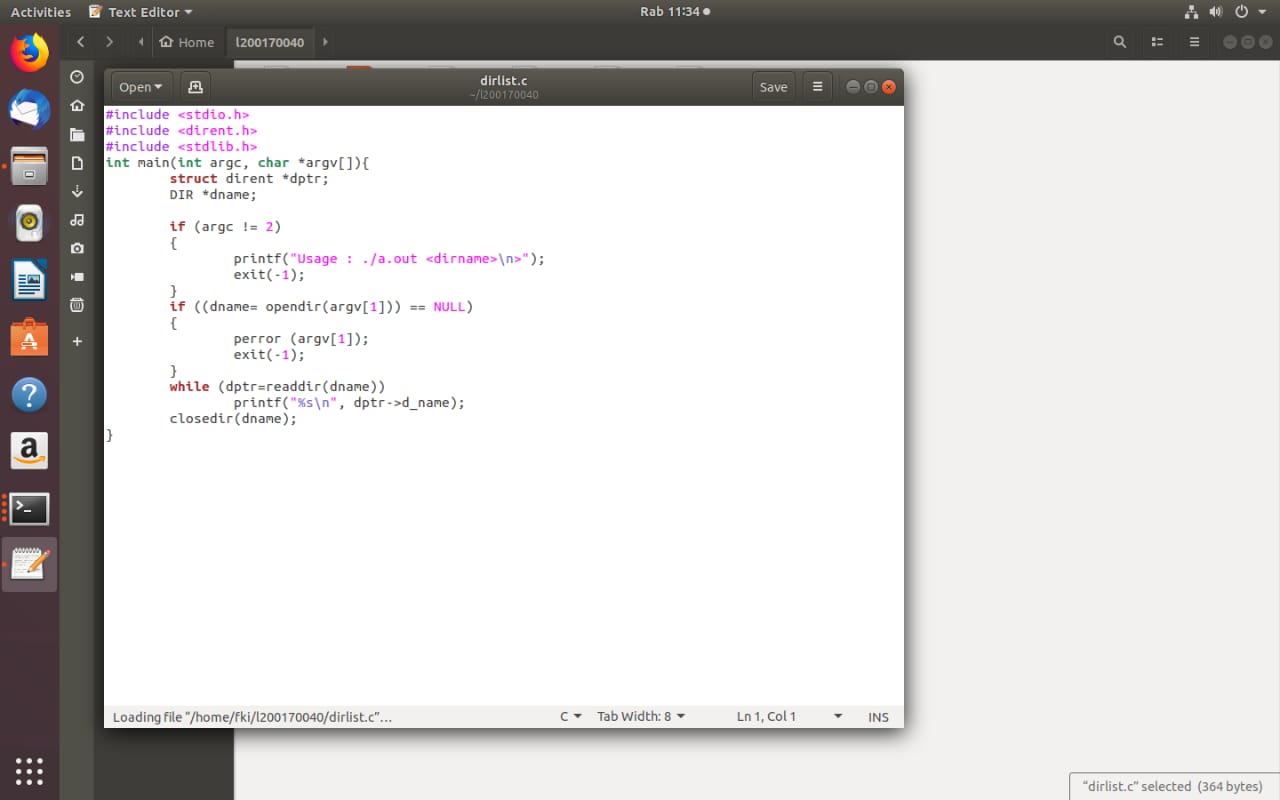 Activities Text Editor Rab 11:34
Home l200170040
Open dirlist.c Save
~/l200170040
#include <stdio.h>
#include <dirent.h>
#include <stdlib.h>
int main(int argc, char *argv[]){
        struct dirent *dptr;
        DIR *dname;
        if (argc != 2)
        {
                printf("Usage : ./a.out <dirname>\n>");
                exit(-1);
        }
        if ((dname= opendir(argv[1])) == NULL)
        {
                perror (argv[1]);
                exit(-1);
        }
        while (dptr=readdir(dname))
                printf("%s\n", dptr->d_name);
        closedir(dname);
}
Loading file “/home/fki/l200170040/dirlist.c”… C Tab Width: 8 Ln 1, Col 1 INS
“dirlist.c” selected (364 bytes)